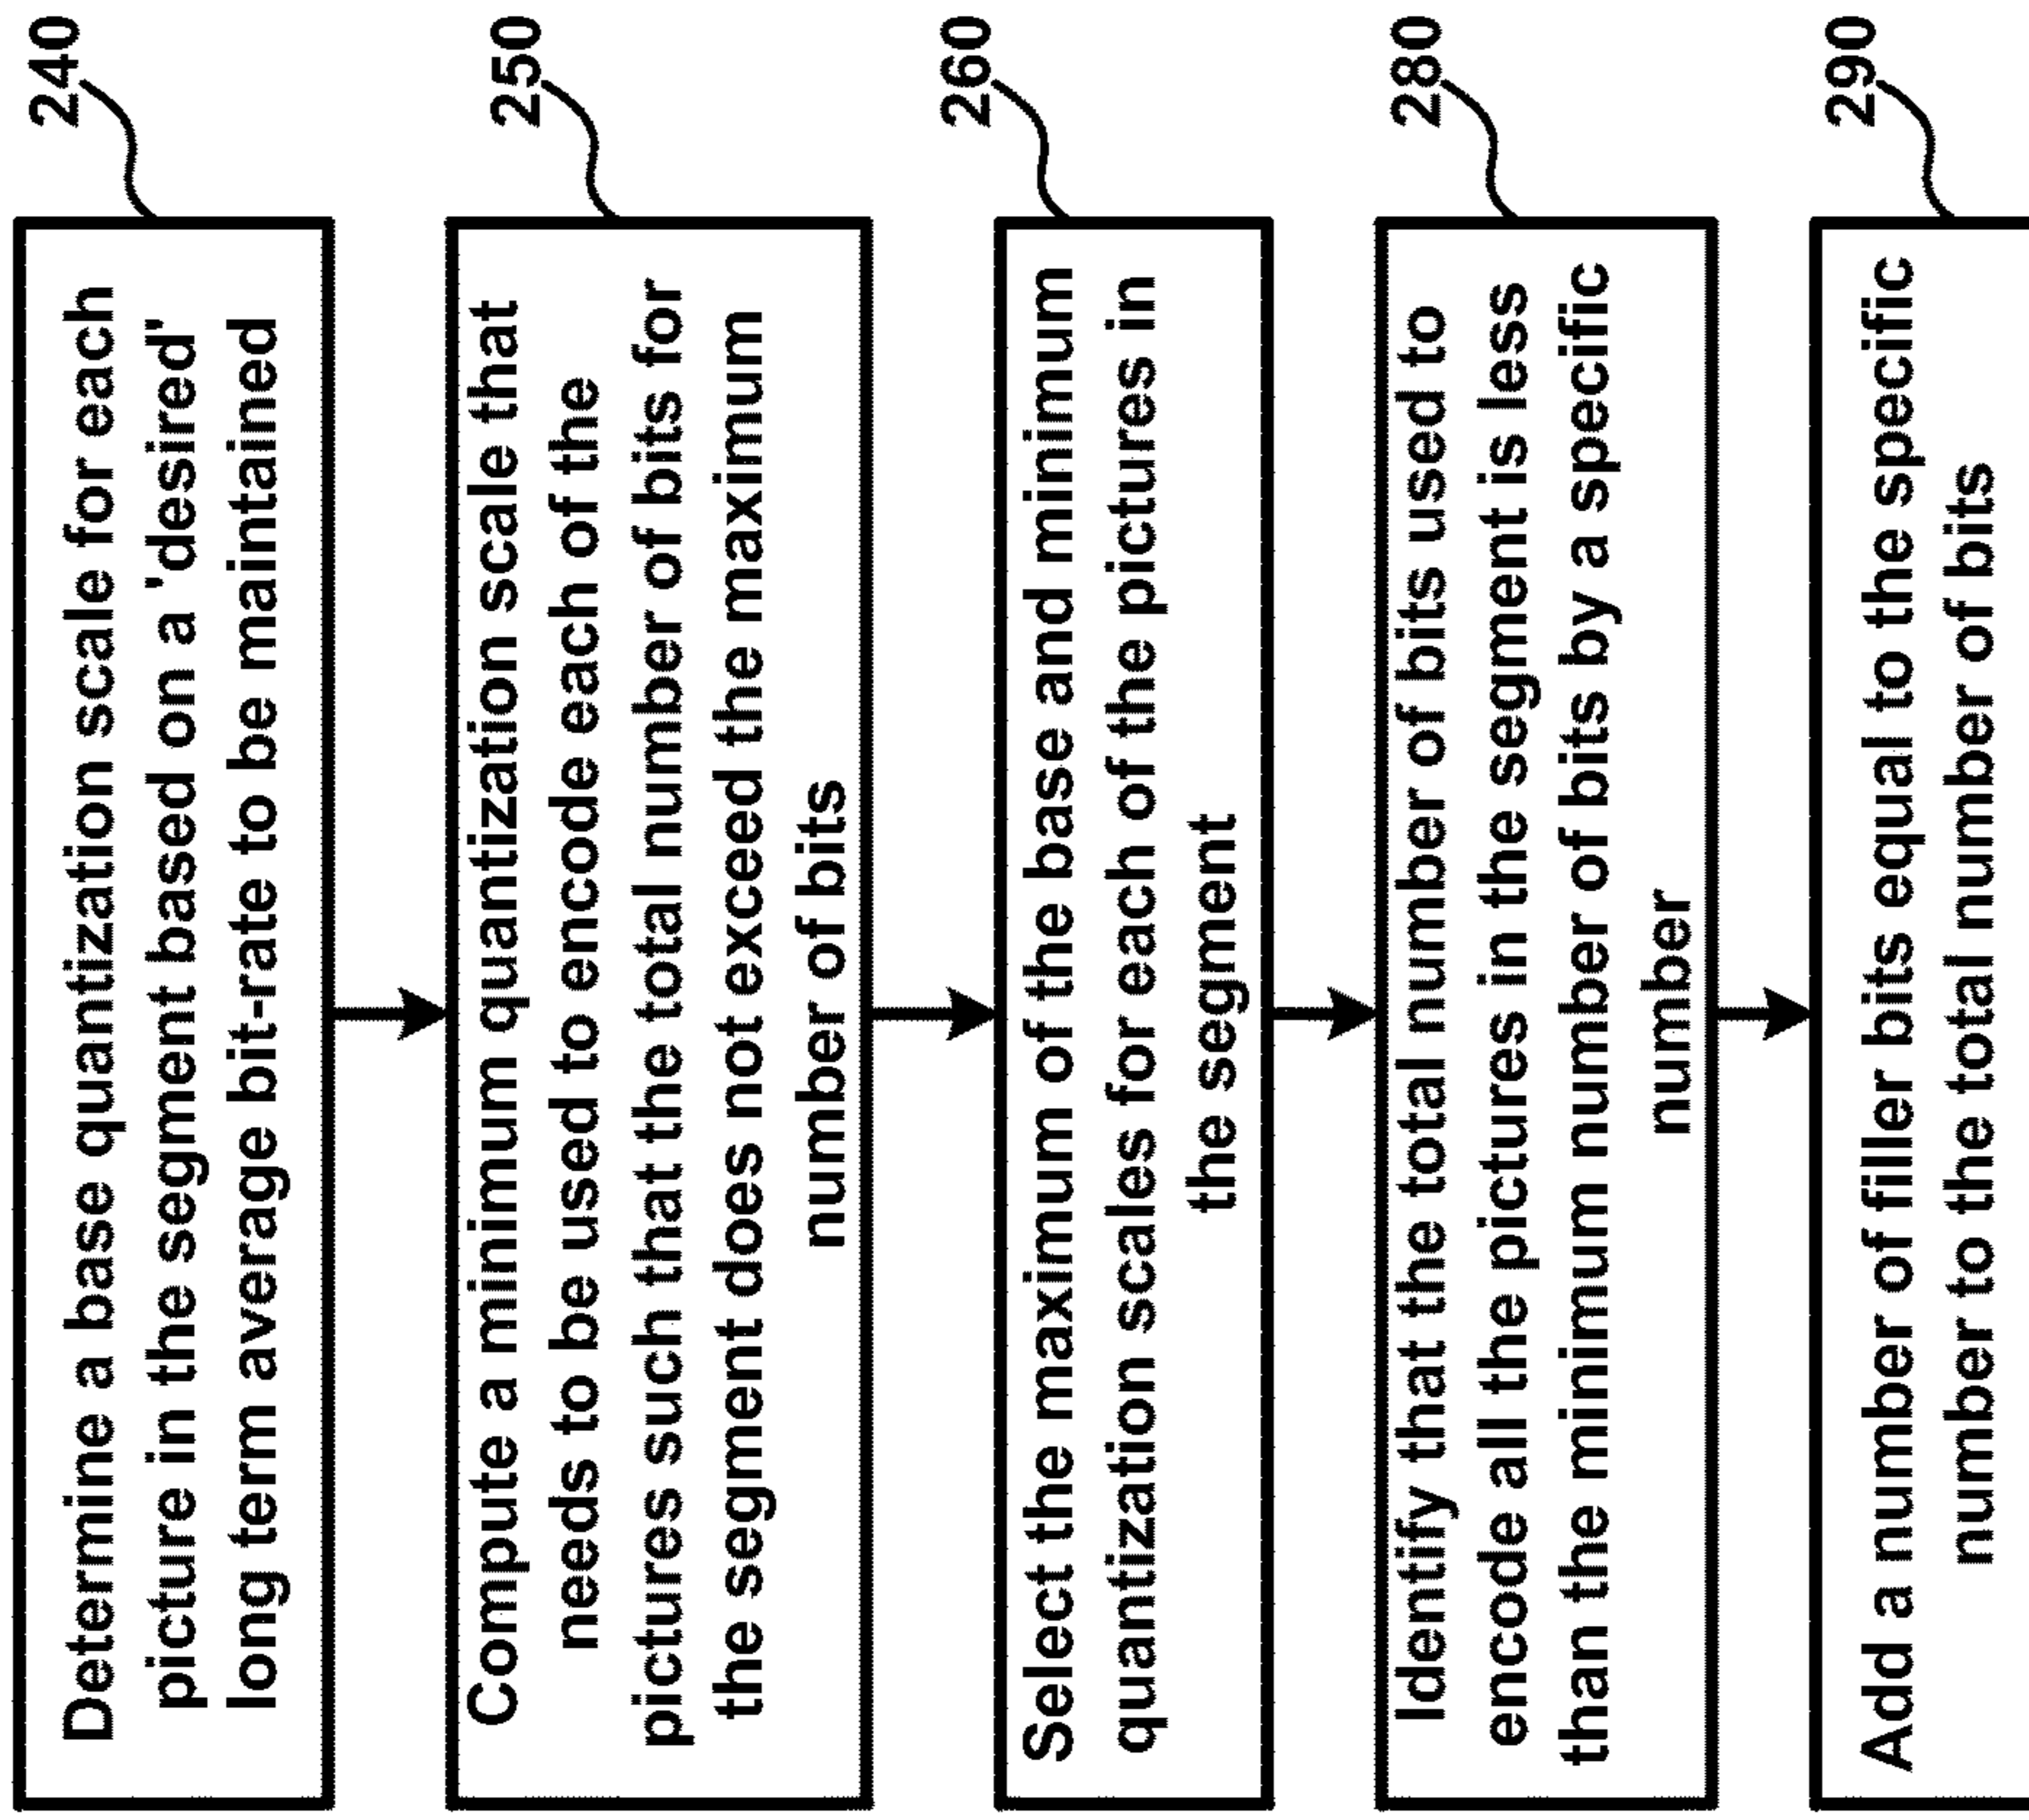 240
Determine a base quantization scale for each
picture in the segment based on a 'desired'
long term average bit-rate to be maintained
250
Compute a minimum quantization scale that
needs to be used to encode each of the
pictures such that the total number of bits for
the segment does not exceed the maximum
number of bits
260
Select the maximum of the base and minimum
quantization scales for each of the pictures in
the segment
280
Identify that the total number of bits used to
encode all the pictures in the segment is less
than the minimum number of bits by a specific
number
290
Add a number of filler bits equal to the specific
number to the total number of bits